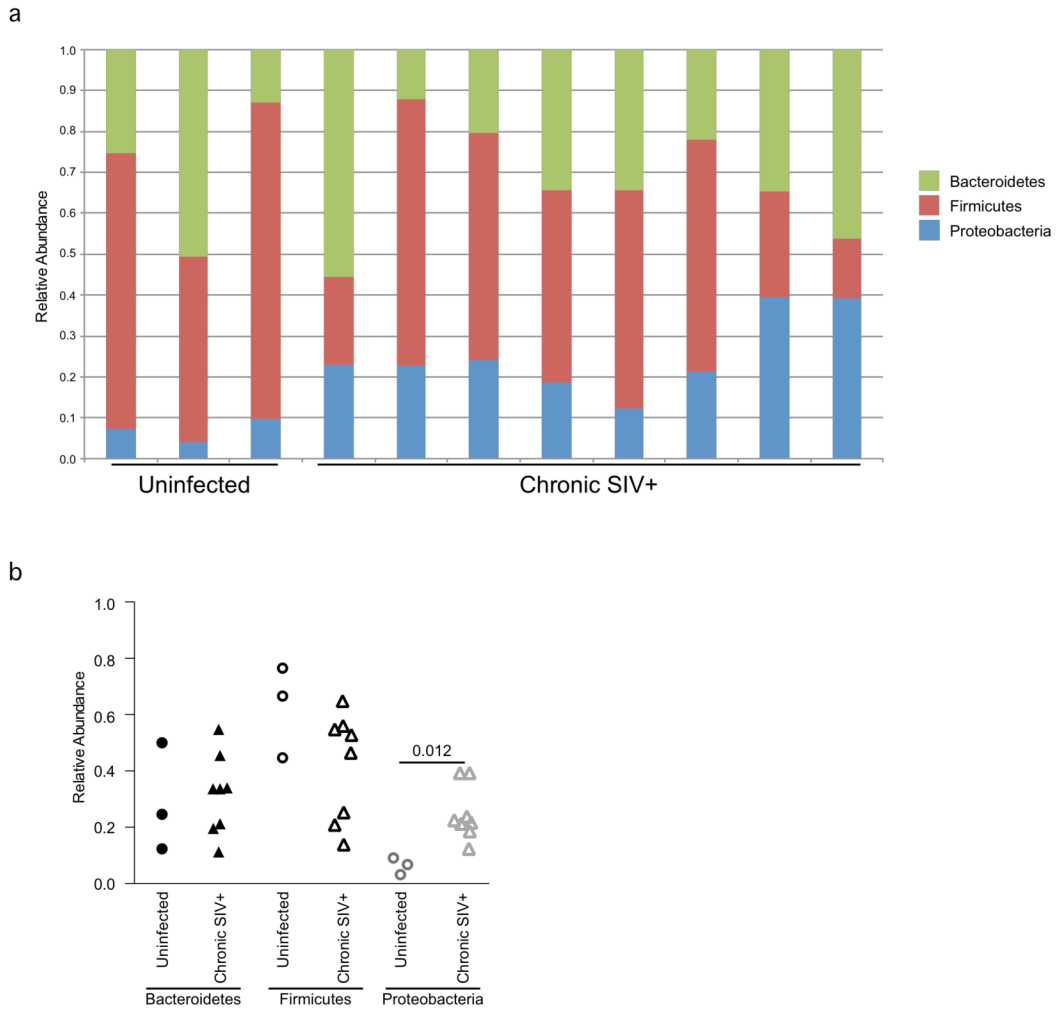 a
1.0
0.9
0.8
0.7
0.6
0.5
0.4
0.3
0.2
0.1
0.0
Relative Abundance
Uninfected
Chronic SIV+
Bacteroidetes
Firmicutes
Proteobacteria
b
1.0
0.8
0.6
0.4
0.2
0.0
Relative Abundance
0.012
Uninfected
Chronic SIV+
Uninfected
Chronic SIV+
Uninfected
Chronic SIV+
Bacteroidetes
Firmicutes
Proteobacteria